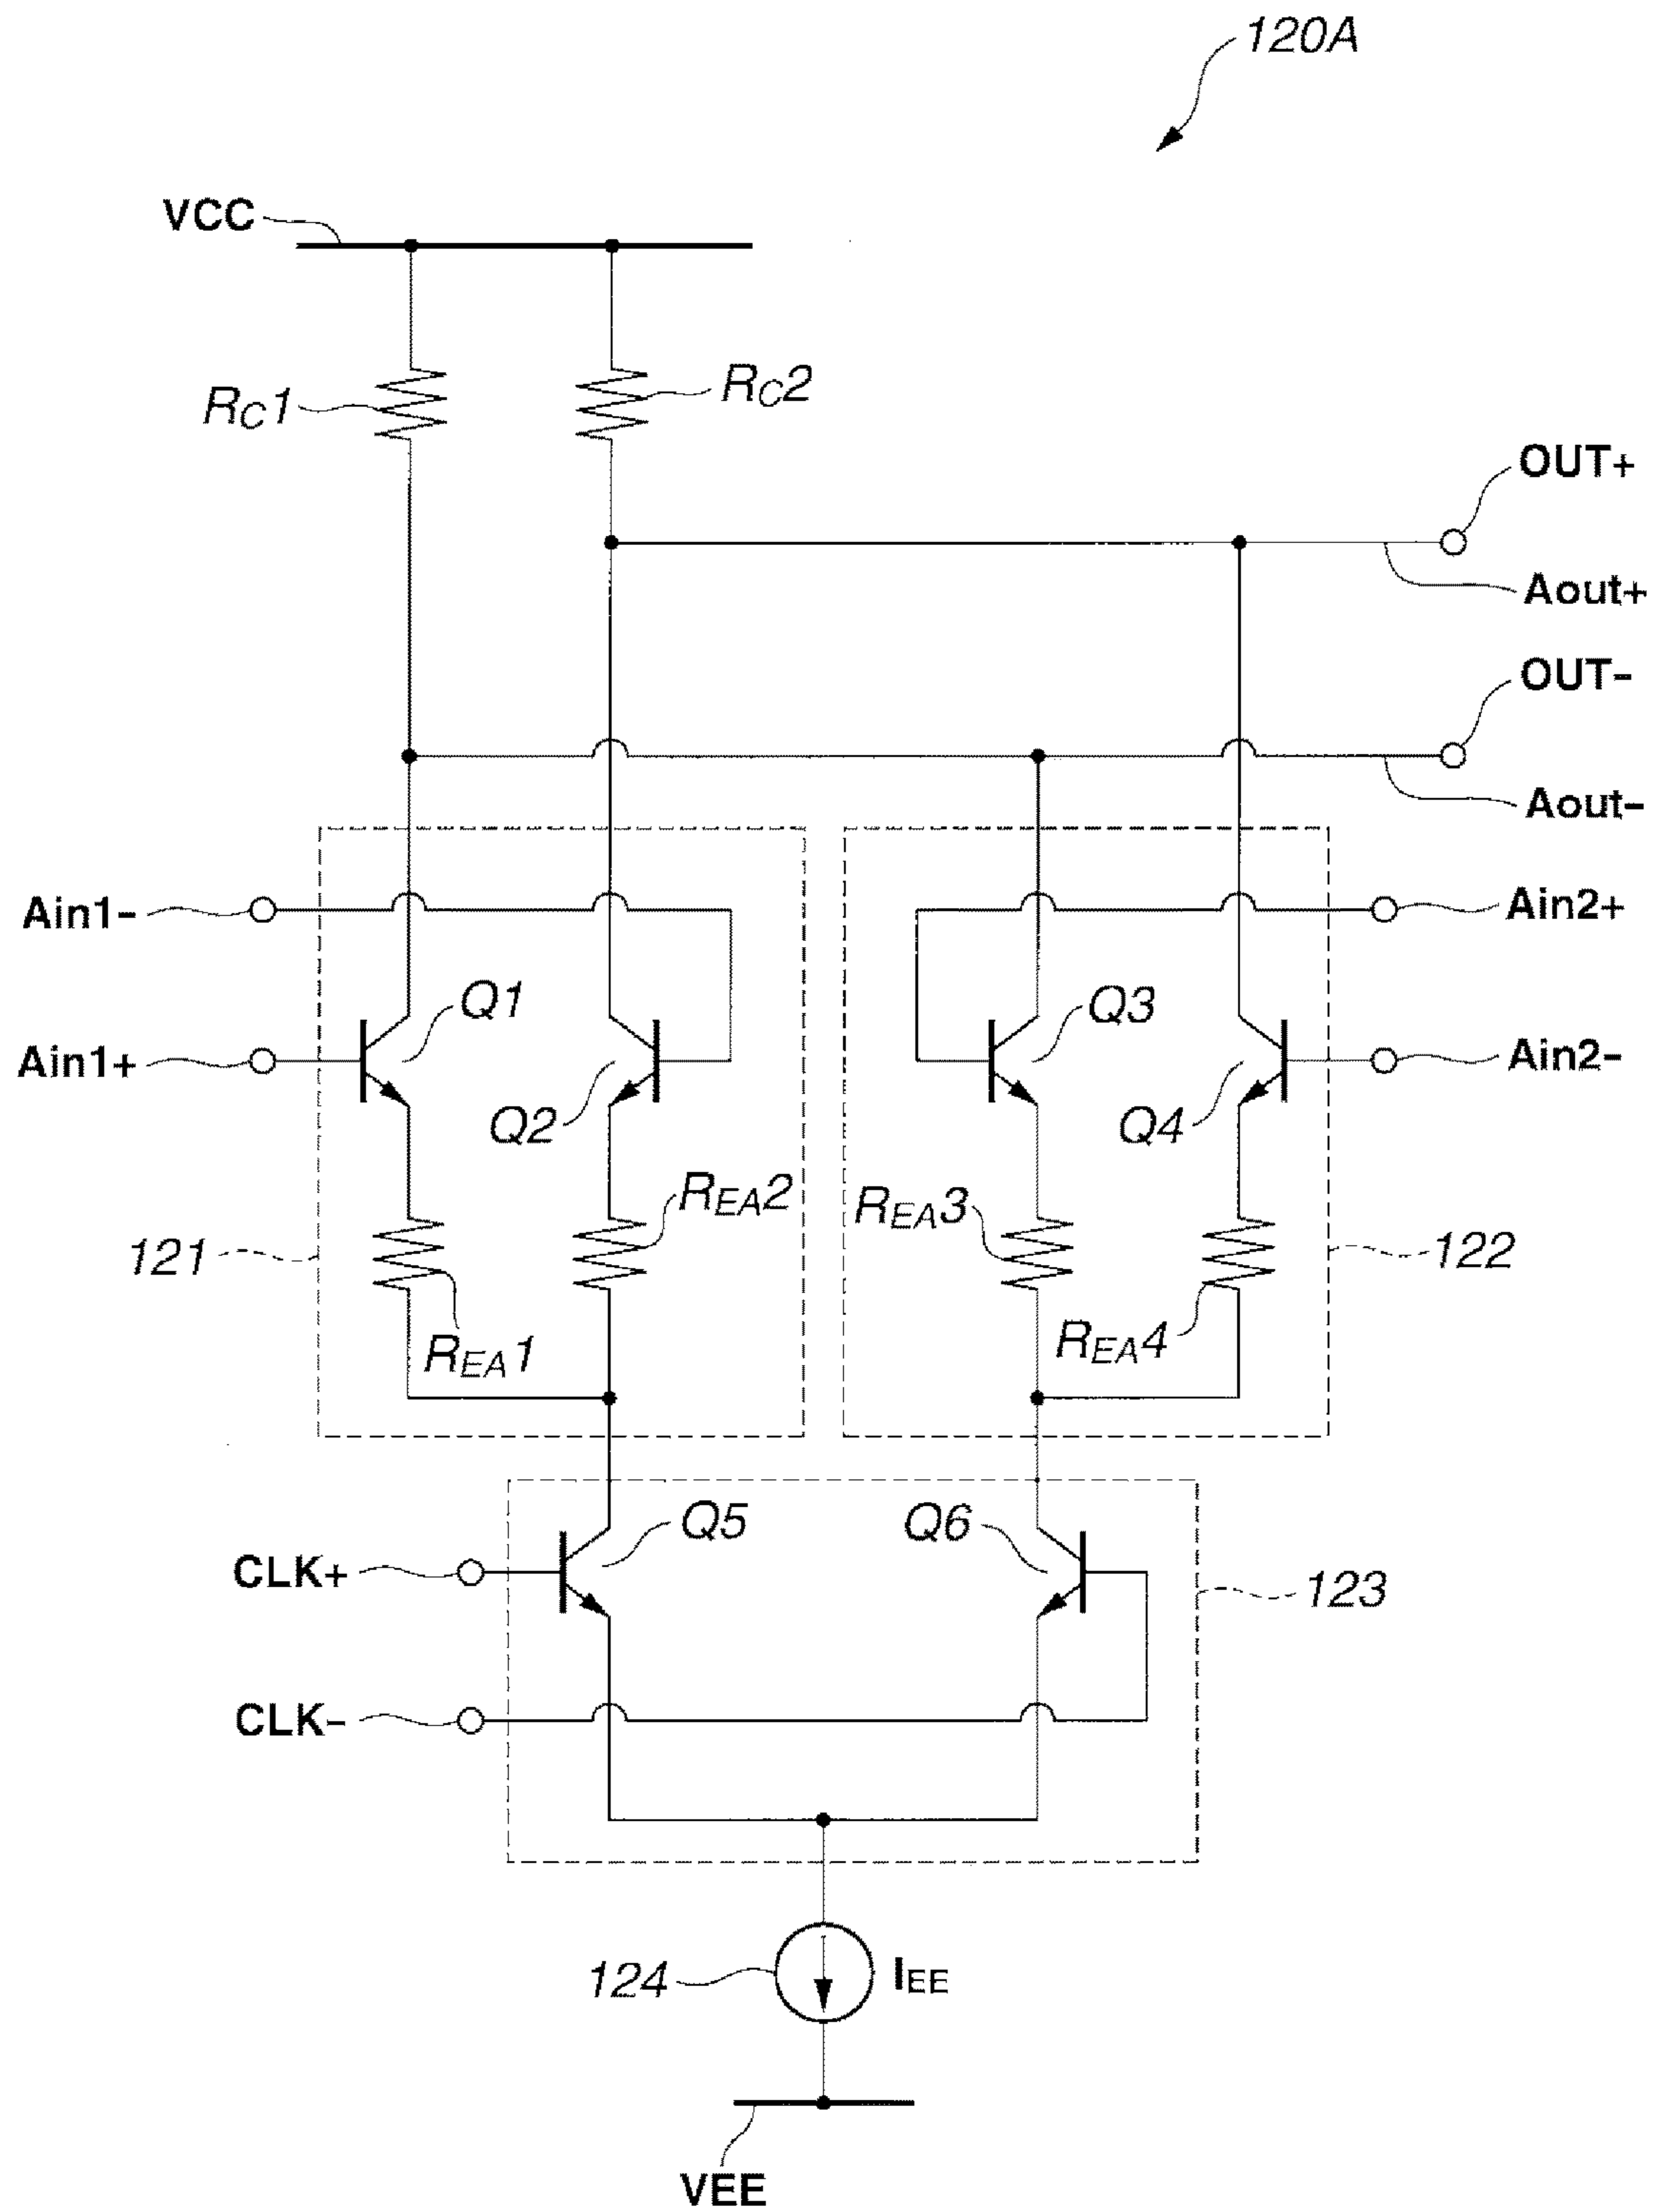 120A
VCC
RC1
RC2
OUT+
Aout+
OUT-
Aout-
Ain1-
Ain2+
Q1
Q3
Ain1+
Ain2-
Q2
Q4
REA2
REA3
121
122
REA1
REA4
Q5
Q6
CLK+
123
CLK-
124
IEE
VEE